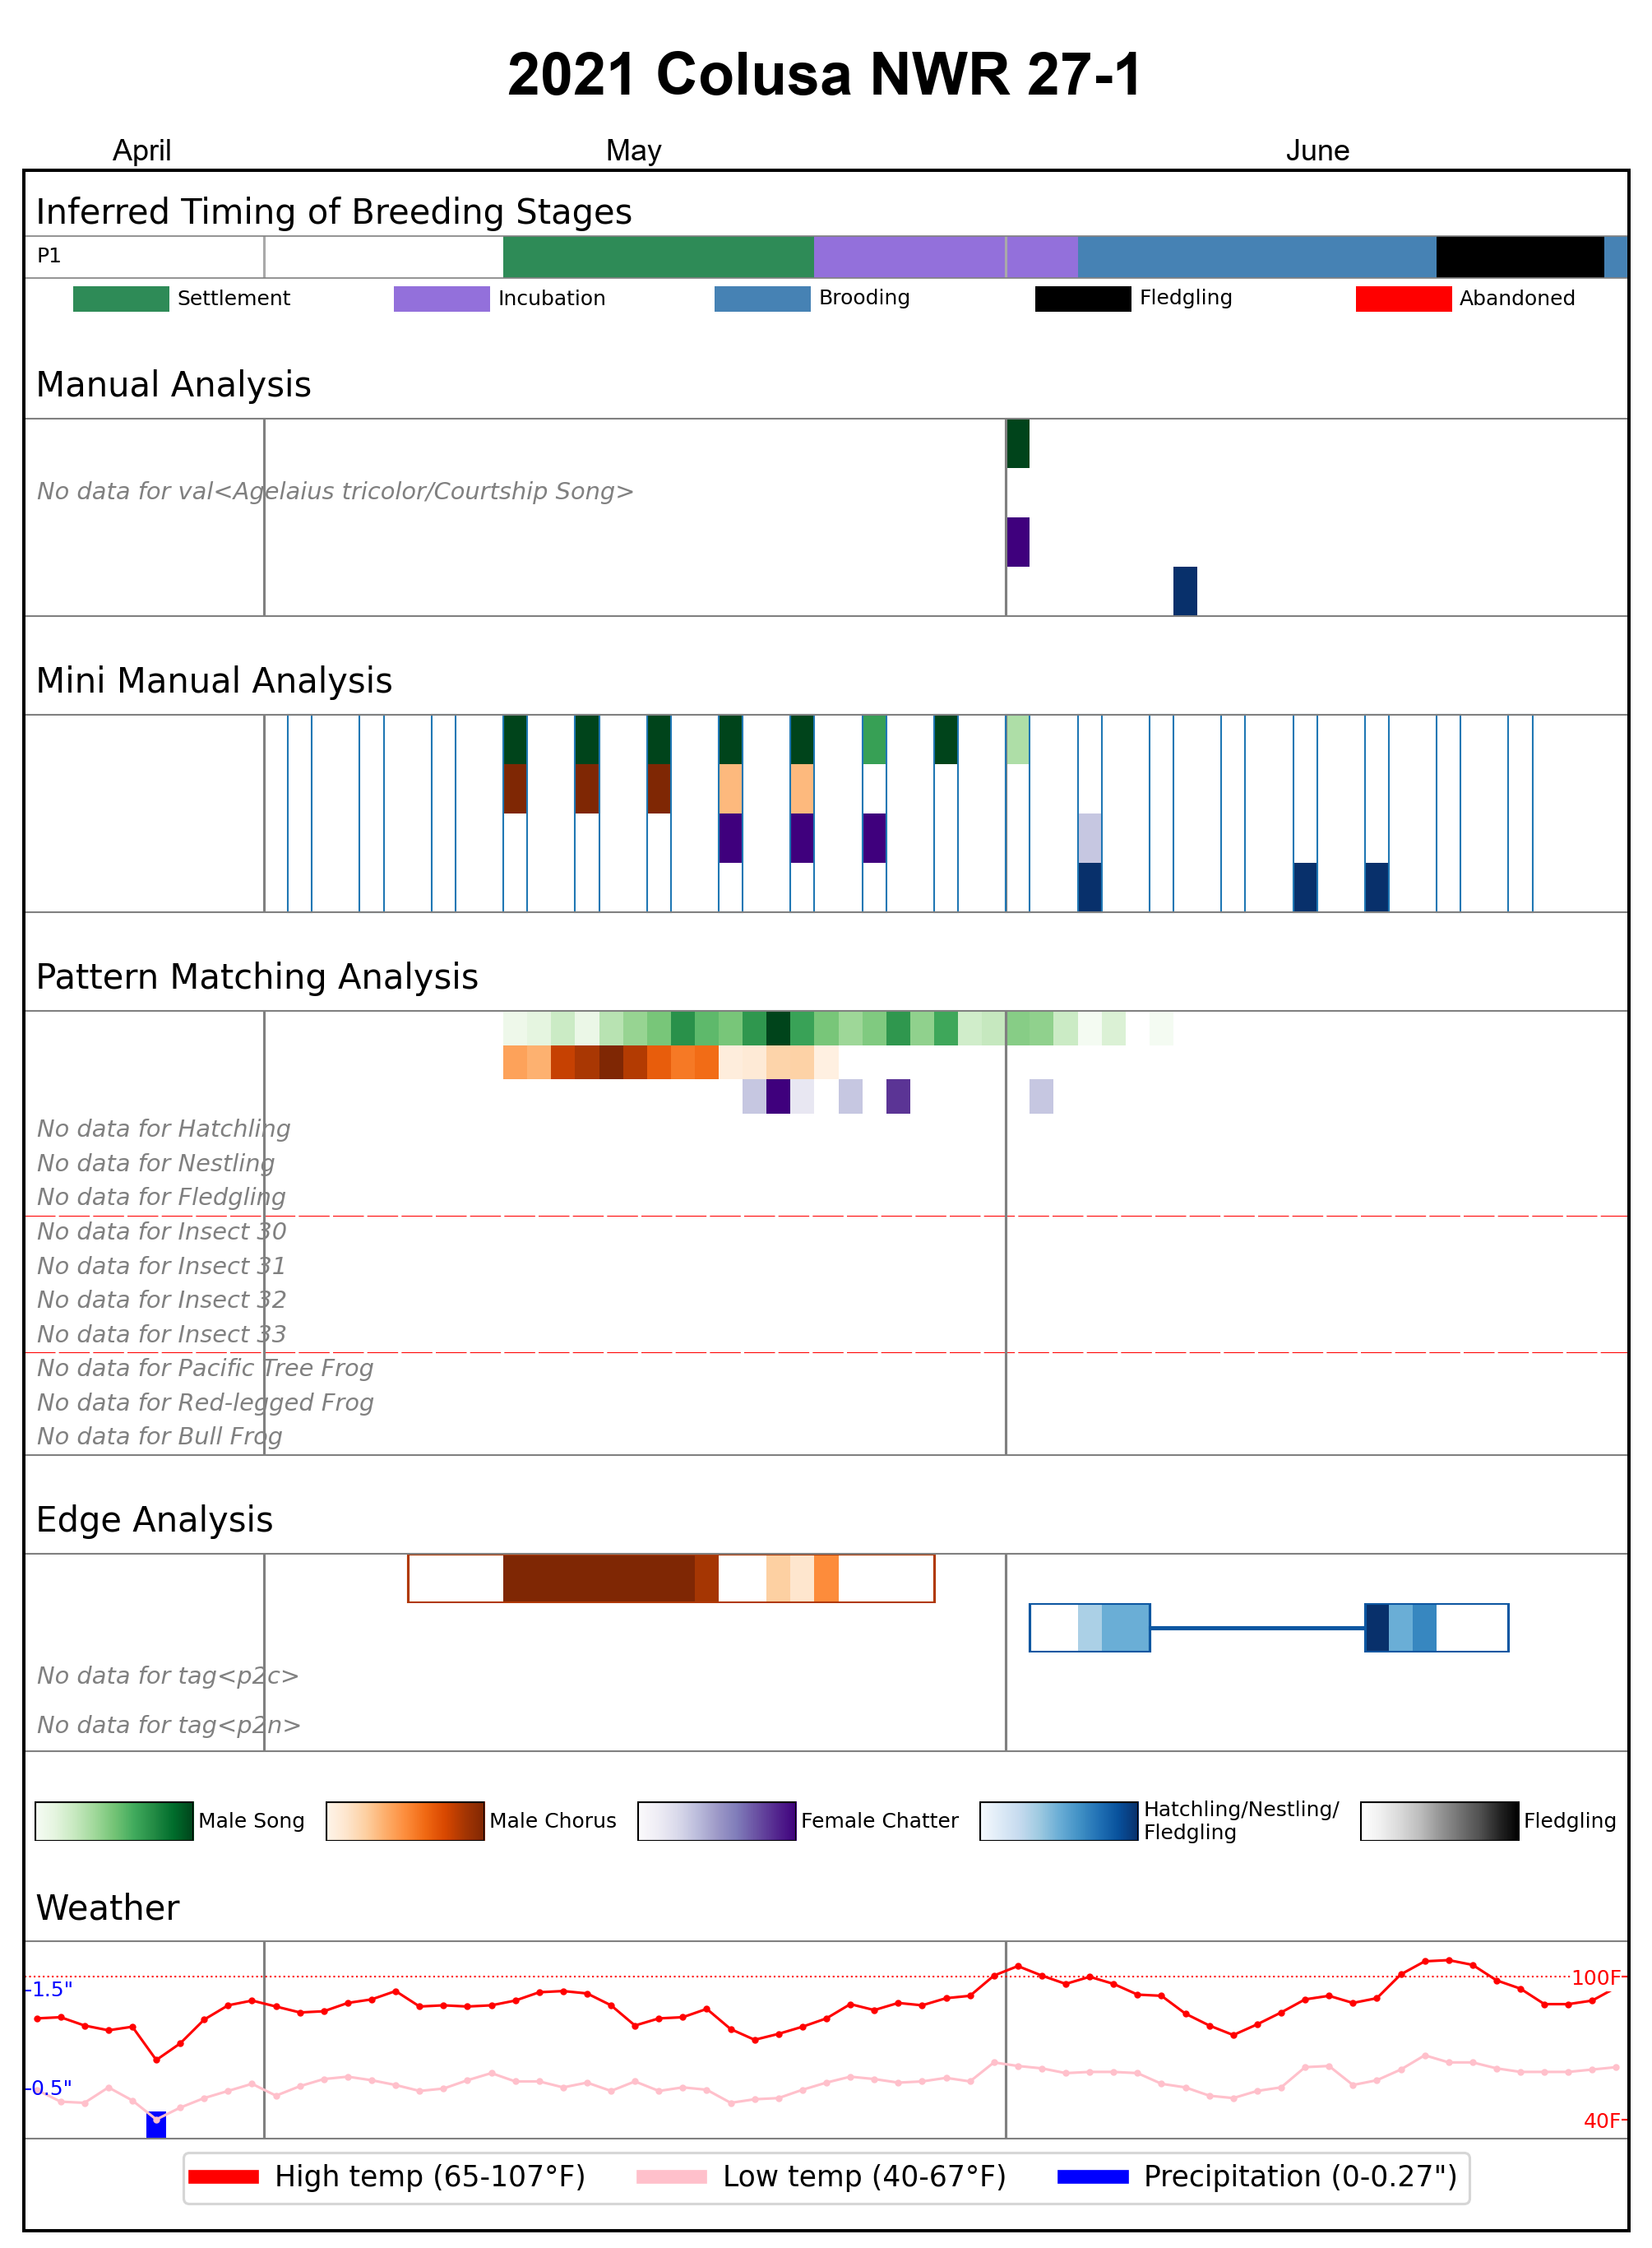 2021 Colusa NWR 27-1
April May June
Inferred Timing of Breeding Stages
P1
Settlement Incubation Brooding Fledgling Abandoned
Manual Analysis
No data for val<Agelaius tricolor/Courtship Song>
Mini Manual Analysis
Pattern Matching Analysis
No data for Hatchling
No data for Nestling
No data for Fledgling
No data for Insect 30
No data for Insect 31
No data for Insect 32
No data for Insect 33
No data for Pacific Tree Frog
No data for Red-legged Frog
No data for Bull Frog
Edge Analysis
No data for tag<p2c>
No data for tag<p2n>
Male Song Male Chorus Female Chatter Hatchling/Nestling/
Fledgling Fledgling
Weather
1.5" 100F
0.5"
40F
High temp (65-107°F) Low temp (40-67°F) Precipitation (0-0.27")